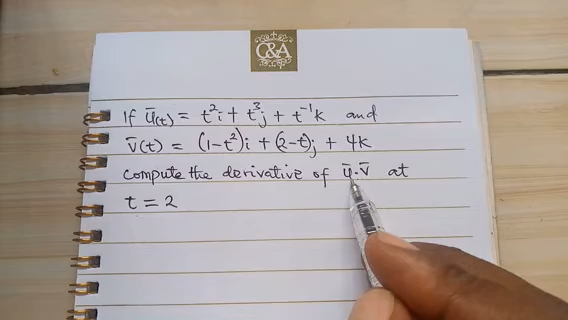 C&A
If ū(t) = t²i + t³j + t⁻¹k and
v̄(t) = (1-t²)i + (2-t)j + 4k
compute the derivative of ū·v̄ at
t = 2